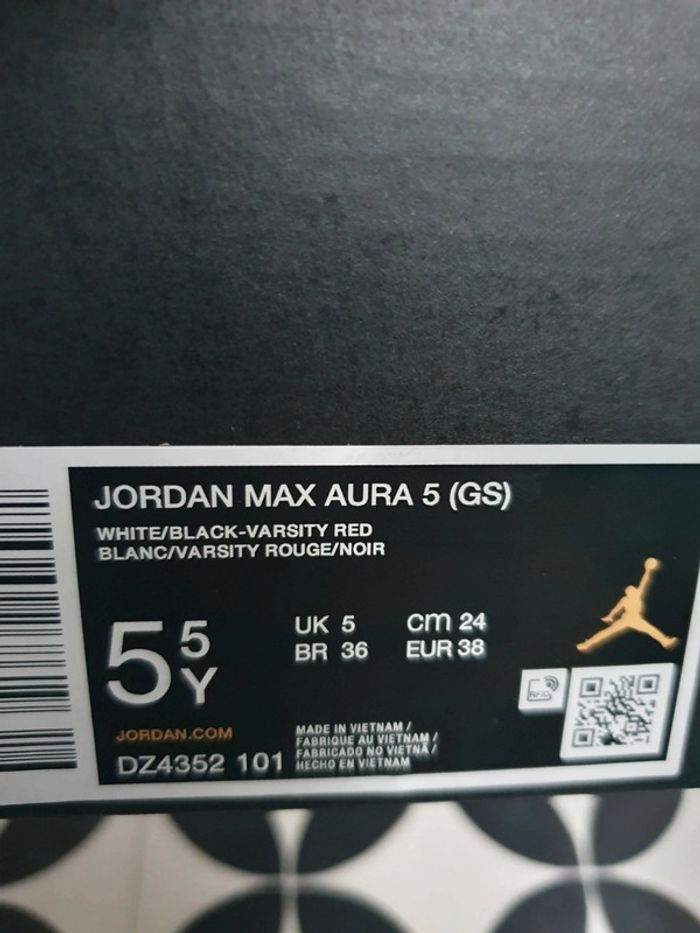 JORDAN MAX AURA 5 (GS)
WHITE/BLACK-VARSITY RED
BLANC/VARSITY ROUGE/NOIR
5 5 Y
UK 5 cm 24
BR 36 EUR 38
RFID
JORDAN.COM
DZ4352 101
MADE IN VIETNAM /
FABRIQUE AU VIETNAM /
FABRICADO NO VIETNÃ /
HECHO EN VIETNAM